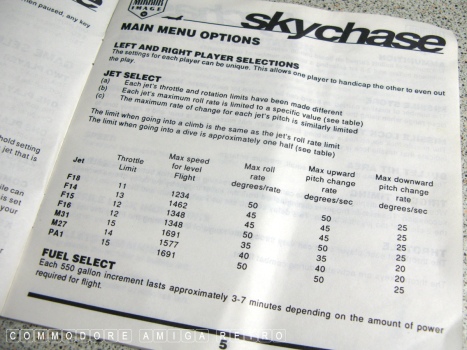 when paused, any key
MIRROR IMAGE
skychase
MAIN MENU OPTIONS
LEFT AND RIGHT PLAYER SELECTIONS
The settings for each player can be unique. This allows one player to handicap the other to even out
the play.
JET SELECT
(a) Each jet's throttle and rotation limits have been made different
(b) Each jet's maximum roll rate is limited to a specific value (see table)
(c) The maximum rate of change for each jet's pitch is similarly limited
The limit when going into a climb is the same as the jet's roll rate limit
The limit when going into a dive is approximately one half (see table)
hold setting
jet that is
Jet Throttle Max speed Max roll Max upward Max downward
Limit for level rate pitch change pitch change
Flight degrees/rate rate rate
degrees/sec degrees/sec
F18 11 1234 50 50 25
F14 13 1462 45 45 25
F15 12 1348 45 45
F16 12 1348 50 50 25
M31 14 1691 35 35 20
M27 15 1577 40 40 20
PA1 15 1691 50 50 25
FUEL SELECT
Each 550 gallon increment lasts approximately 3-7 minutes depending on the amount of power
required for flight.
5
COMMODORE AMIGA RETRO